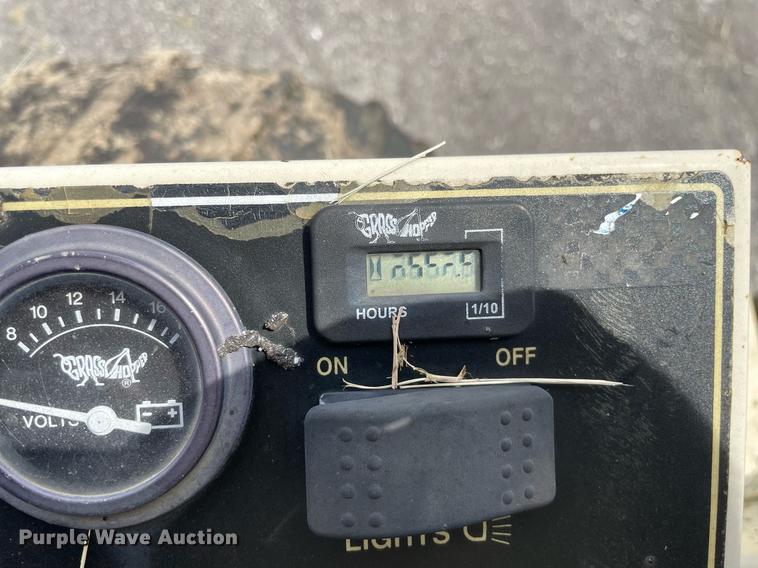 GRASSHOPPER
HOURS
1/10
8 10 12 14 16
GRASSHOPPER ®
VOLTS
ON OFF
LIGHTS
Purple Wave Auction